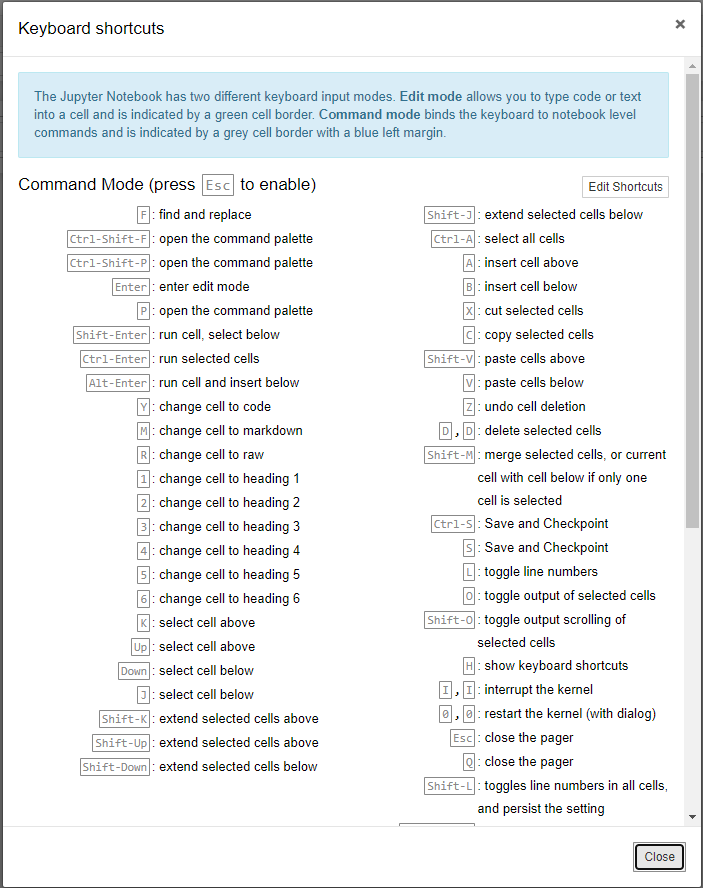 Keyboard shortcuts
×
The Jupyter Notebook has two different keyboard input modes. Edit mode allows you to type code or text
into a cell and is indicated by a green cell border. Command mode binds the keyboard to notebook level
commands and is indicated by a grey cell border with a blue left margin.
Command Mode (press Esc to enable)
Edit Shortcuts
F : find and replace
Ctrl-Shift-F : open the command palette
Ctrl-Shift-P : open the command palette
Enter : enter edit mode
P : open the command palette
Shift-Enter : run cell, select below
Ctrl-Enter : run selected cells
Alt-Enter : run cell and insert below
Y : change cell to code
M : change cell to markdown
R : change cell to raw
1 : change cell to heading 1
2 : change cell to heading 2
3 : change cell to heading 3
4 : change cell to heading 4
5 : change cell to heading 5
6 : change cell to heading 6
K : select cell above
Up : select cell above
Down : select cell below
J : select cell below
Shift-K : extend selected cells above
Shift-Up : extend selected cells above
Shift-Down : extend selected cells below
Shift-J : extend selected cells below
Ctrl-A : select all cells
A : insert cell above
B : insert cell below
X : cut selected cells
C : copy selected cells
Shift-V : paste cells above
V : paste cells below
Z : undo cell deletion
D , D : delete selected cells
Shift-M : merge selected cells, or current
cell with cell below if only one
cell is selected
Ctrl-S : Save and Checkpoint
S : Save and Checkpoint
L : toggle line numbers
O : toggle output of selected cells
Shift-O : toggle output scrolling of
selected cells
H : show keyboard shortcuts
I , I : interrupt the kernel
0 , 0 : restart the kernel (with dialog)
Esc : close the pager
Q : close the pager
Shift-L : toggles line numbers in all cells,
and persist the setting
Close